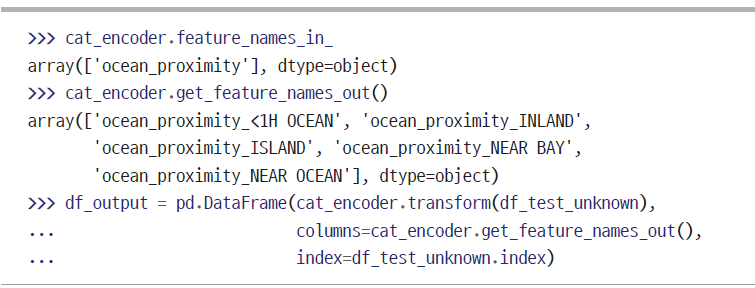 >>> cat_encoder.feature_names_in_
array(['ocean_proximity'], dtype=object)
>>> cat_encoder.get_feature_names_out()
array(['ocean_proximity_<1H OCEAN', 'ocean_proximity_INLAND',
       'ocean_proximity_ISLAND', 'ocean_proximity_NEAR BAY',
       'ocean_proximity_NEAR OCEAN'], dtype=object)
>>> df_output = pd.DataFrame(cat_encoder.transform(df_test_unknown),
...                          columns=cat_encoder.get_feature_names_out(),
...                          index=df_test_unknown.index)